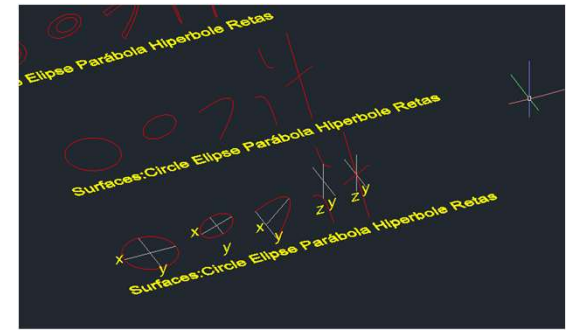 Elipse Parábola Hiperbole Retas
Surfaces:Circle Elipse Parábola Hiperbole Retas
z y z y
x x x
y y y
Surfaces:Circle Elipse Parábola Hiperbole Retas